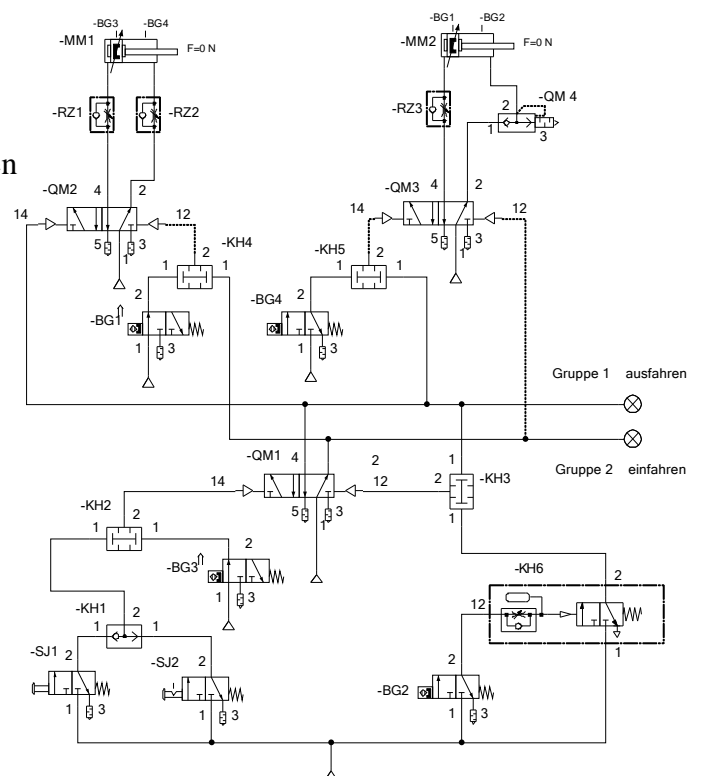 -BG3 -BG4
-MM1
F=0 N
-BG1 -BG2
-MM2
F=0 N
-RZ1 -RZ2
-RZ3
-QM 4
2
1
3
en
-QM2 4 2
14 12
5 3
1
-QM3 4 2
14 12
5 3
1
-KH4
2
1 1
-KH5
2
1 1
2
-BG1
1 3
2
-BG4
1 3
Gruppe 1 ausfahren
Gruppe 2 einfahren
-QM1 4 2
14 12
5 3
1
1
2 -KH3
1
-KH2
2
1 1
2
-BG3
1 3
-KH6
2
12
1
-KH1
2
1 1
-SJ1 2
1 3
-SJ2 2
1 3
2
-BG2
1 3